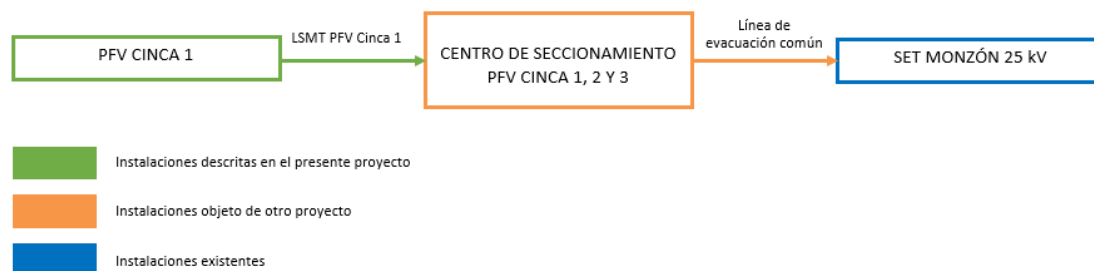 PFV CINCA 1
LSMT PFV Cinca 1
CENTRO DE SECCIONAMIENTO
PFV CINCA 1, 2 Y 3
Línea de
evacuación común
SET MONZÓN 25 kV
Instalaciones descritas en el presente proyecto
Instalaciones objeto de otro proyecto
Instalaciones existentes